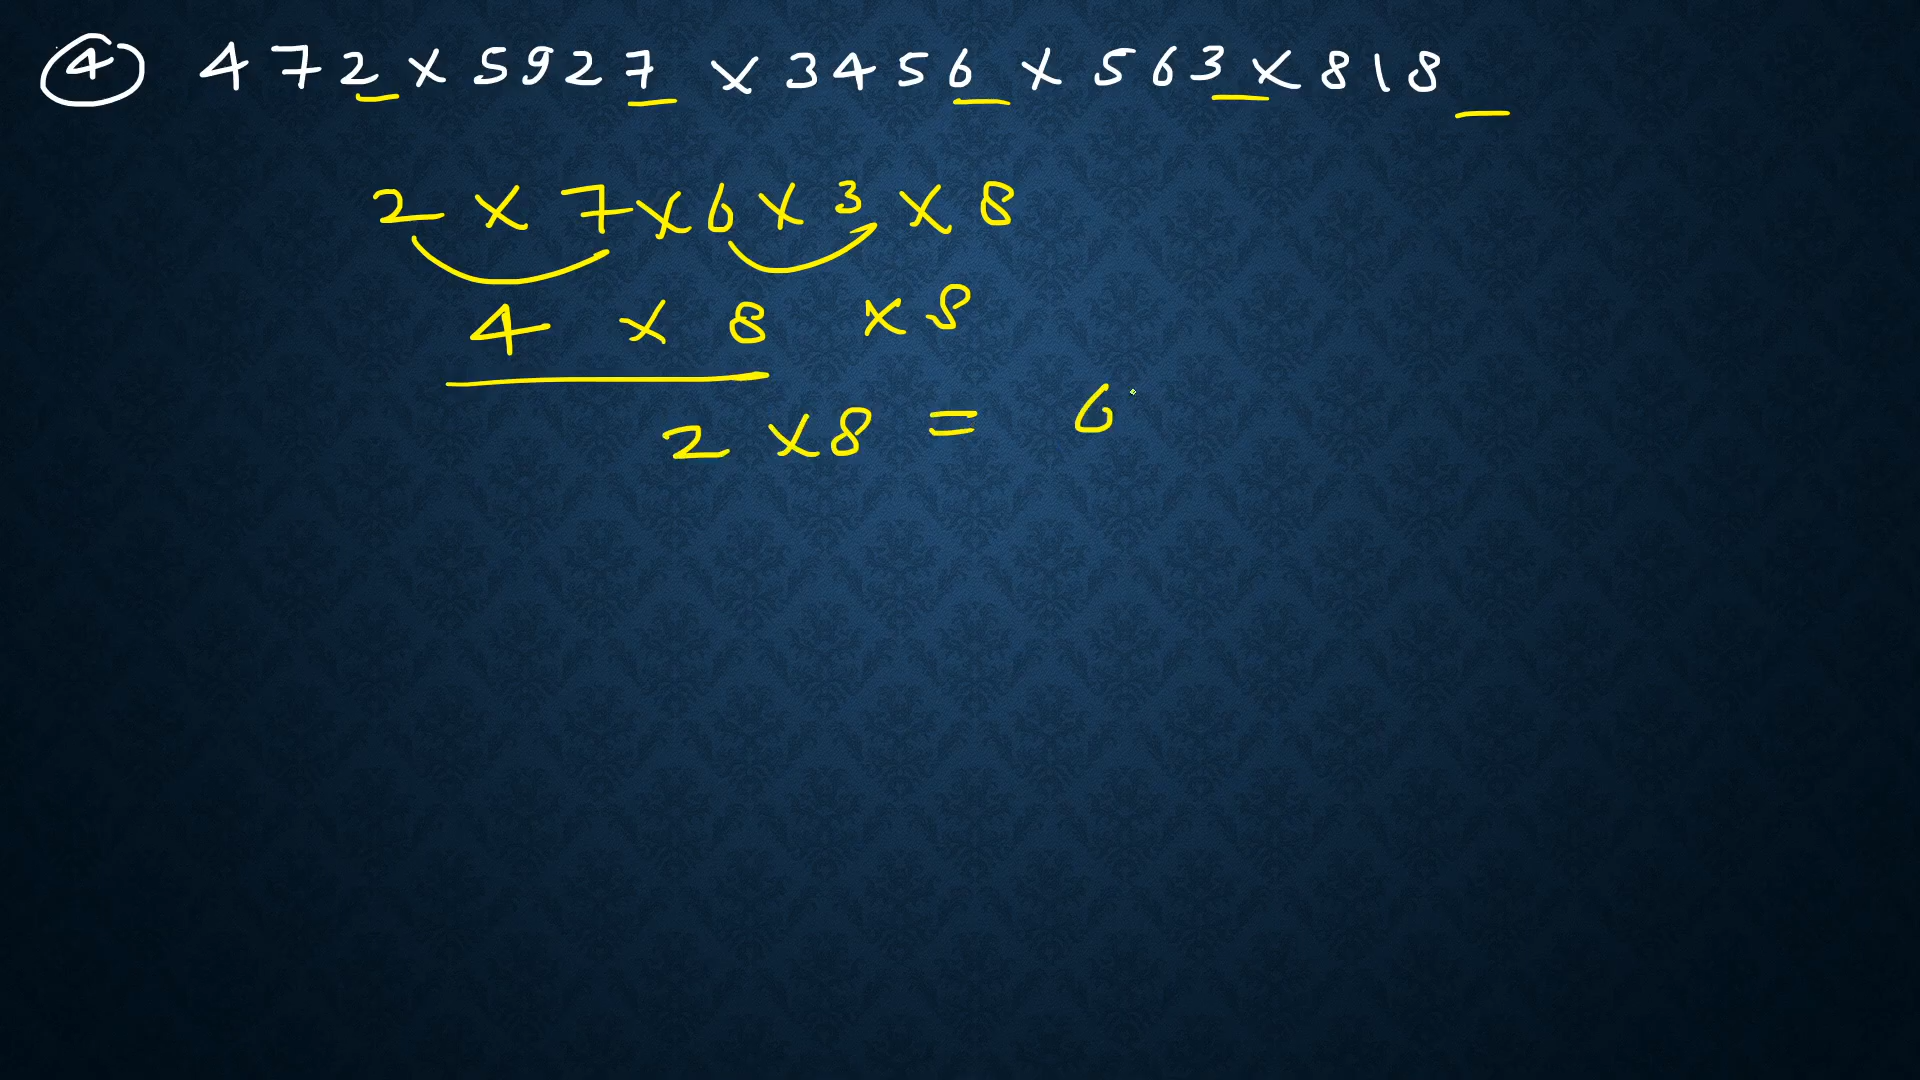 ④ 472 × 5927 × 3456 × 563 × 818
2 × 7 × 6 × 3 × 8
4 × 8 × 8
2 × 8 = 6